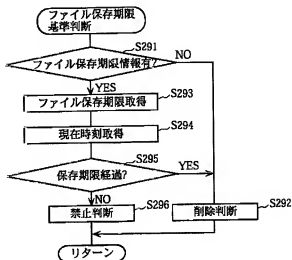 ファイル保存期限
基準判断
S291
ファイル保存期限情報有?
NO
YES
ファイル保存期限取得
S293
現在時刻取得
S294
S295
保存期限経過?
YES
NO
禁止判断
S296
削除判断
S292
リターン